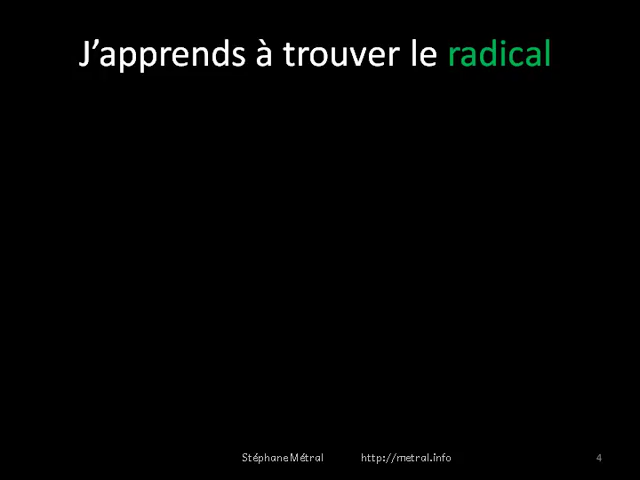 J’apprends à trouver le radical
Stéphane Métral http://metral.info 4